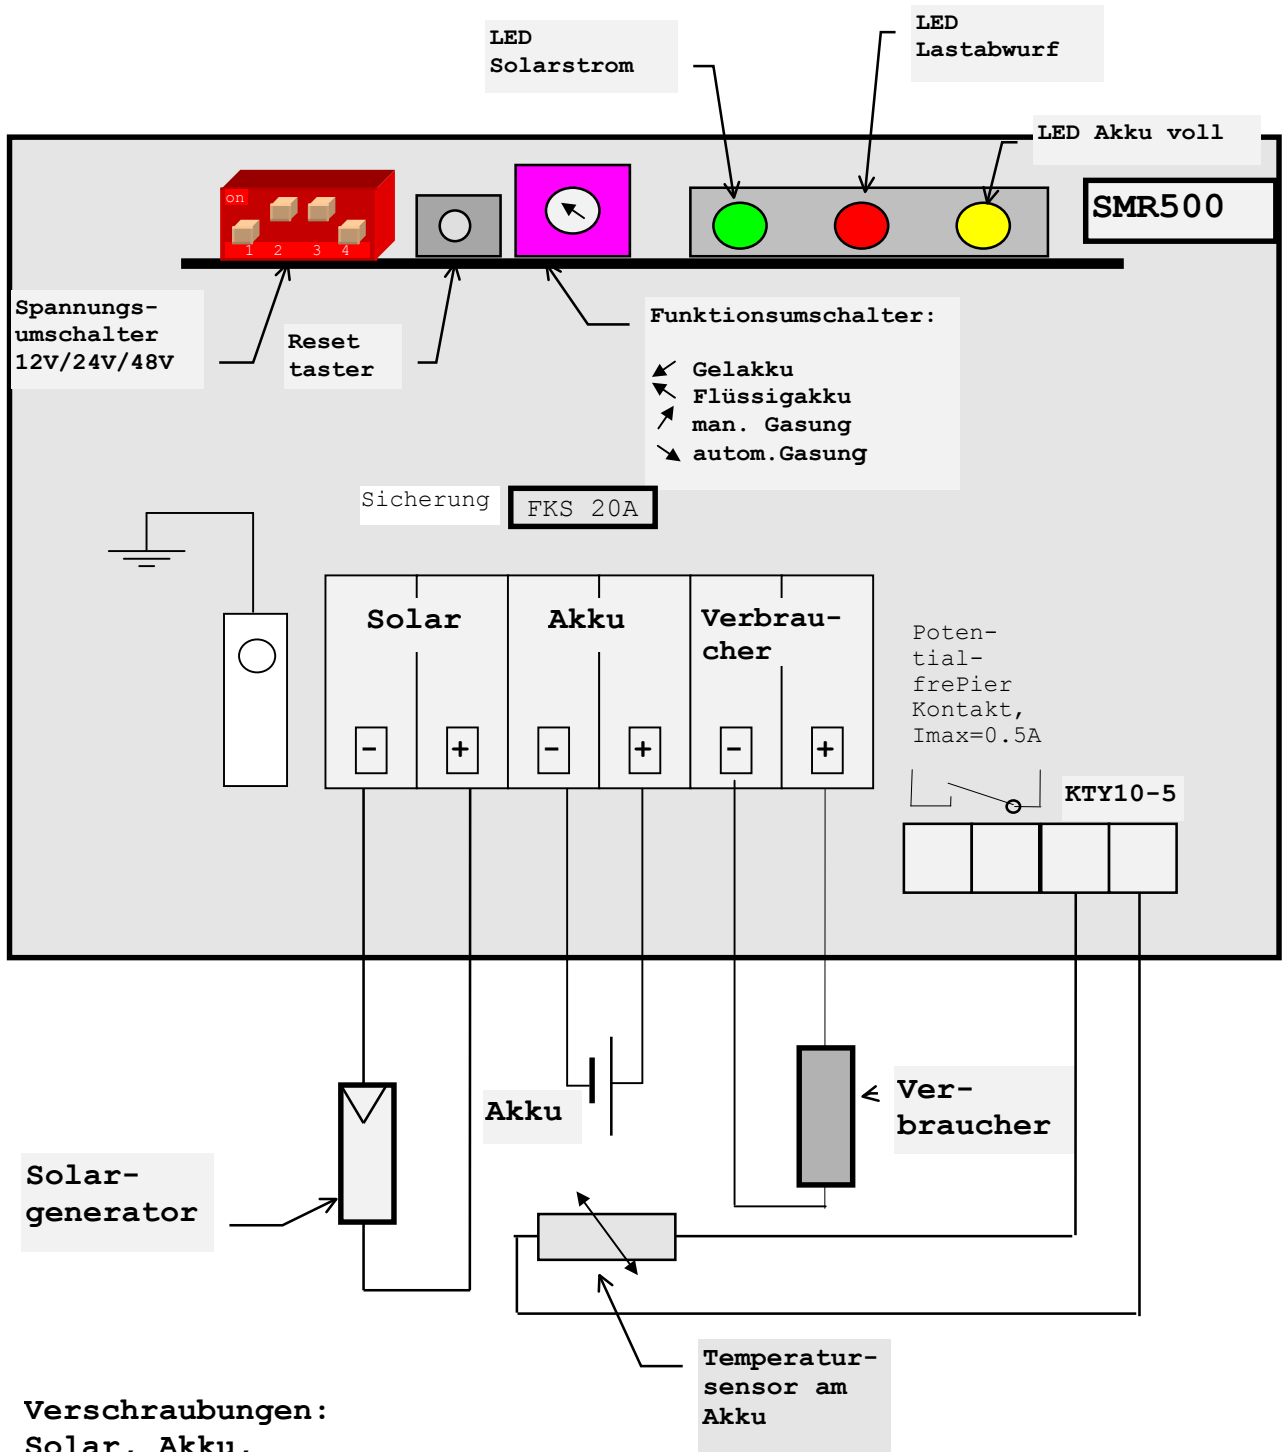 LED
Solarstrom
LED
Lastabwurf
LED Akku voll
SMR500
on
1 2 3 4
Spannungs-
umschalter
12V/24V/48V
Reset
taster
Funktionsumschalter:
Gelakku
Flüssigakku
man. Gasung
autom.Gasung
Sicherung
FKS 20A
Solar
Akku
Verbrau-
cher
- + - + - +
Poten-
tial-
frePier
Kontakt,
Imax=0.5A
KTY10-5
Akku
Ver-
braucher
Solar-
generator
Temperatur-
sensor am
Akku
Verschraubungen:
Solar, Akku,